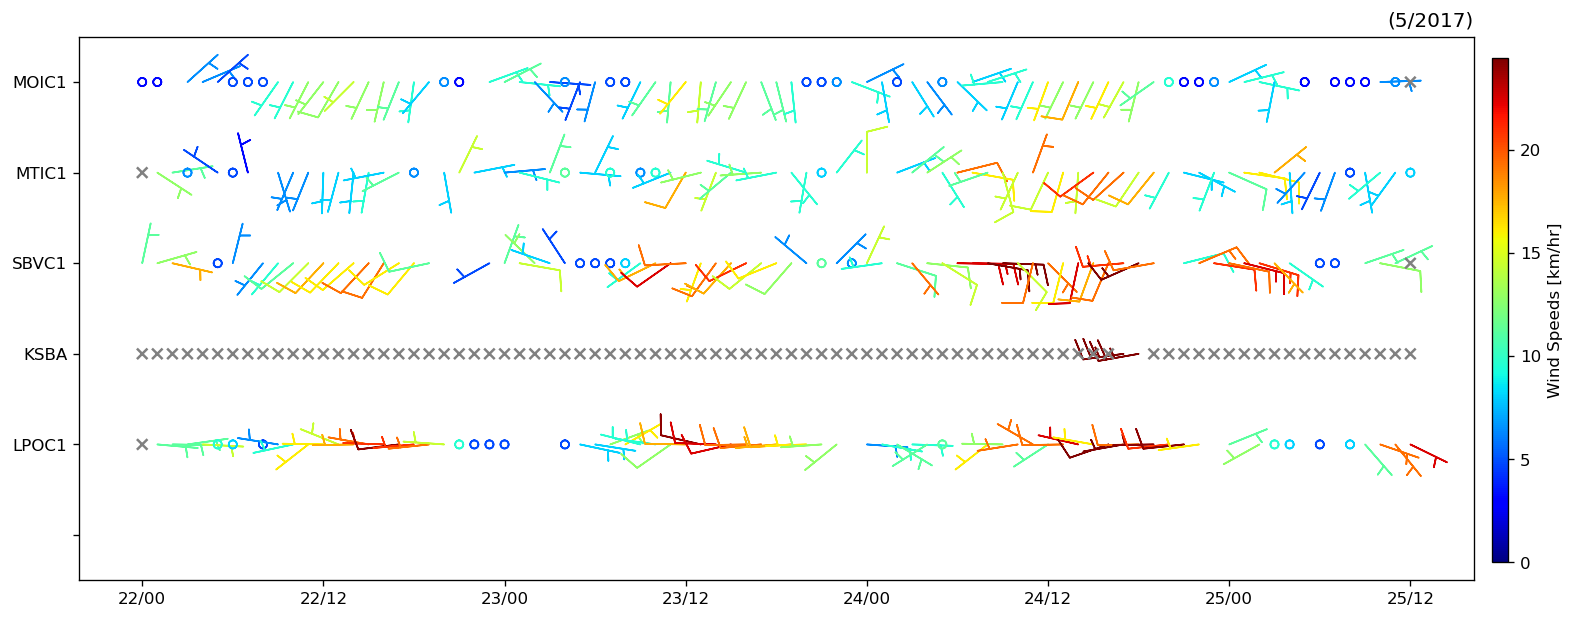 (5/2017)
MOIC1
MTIC1
SBVC1
KSBA
LPOC1
22/00 22/12 23/00 23/12 24/00 24/12 25/00 25/12
20
15
10
5
0
Wind Speeds [km/hr]